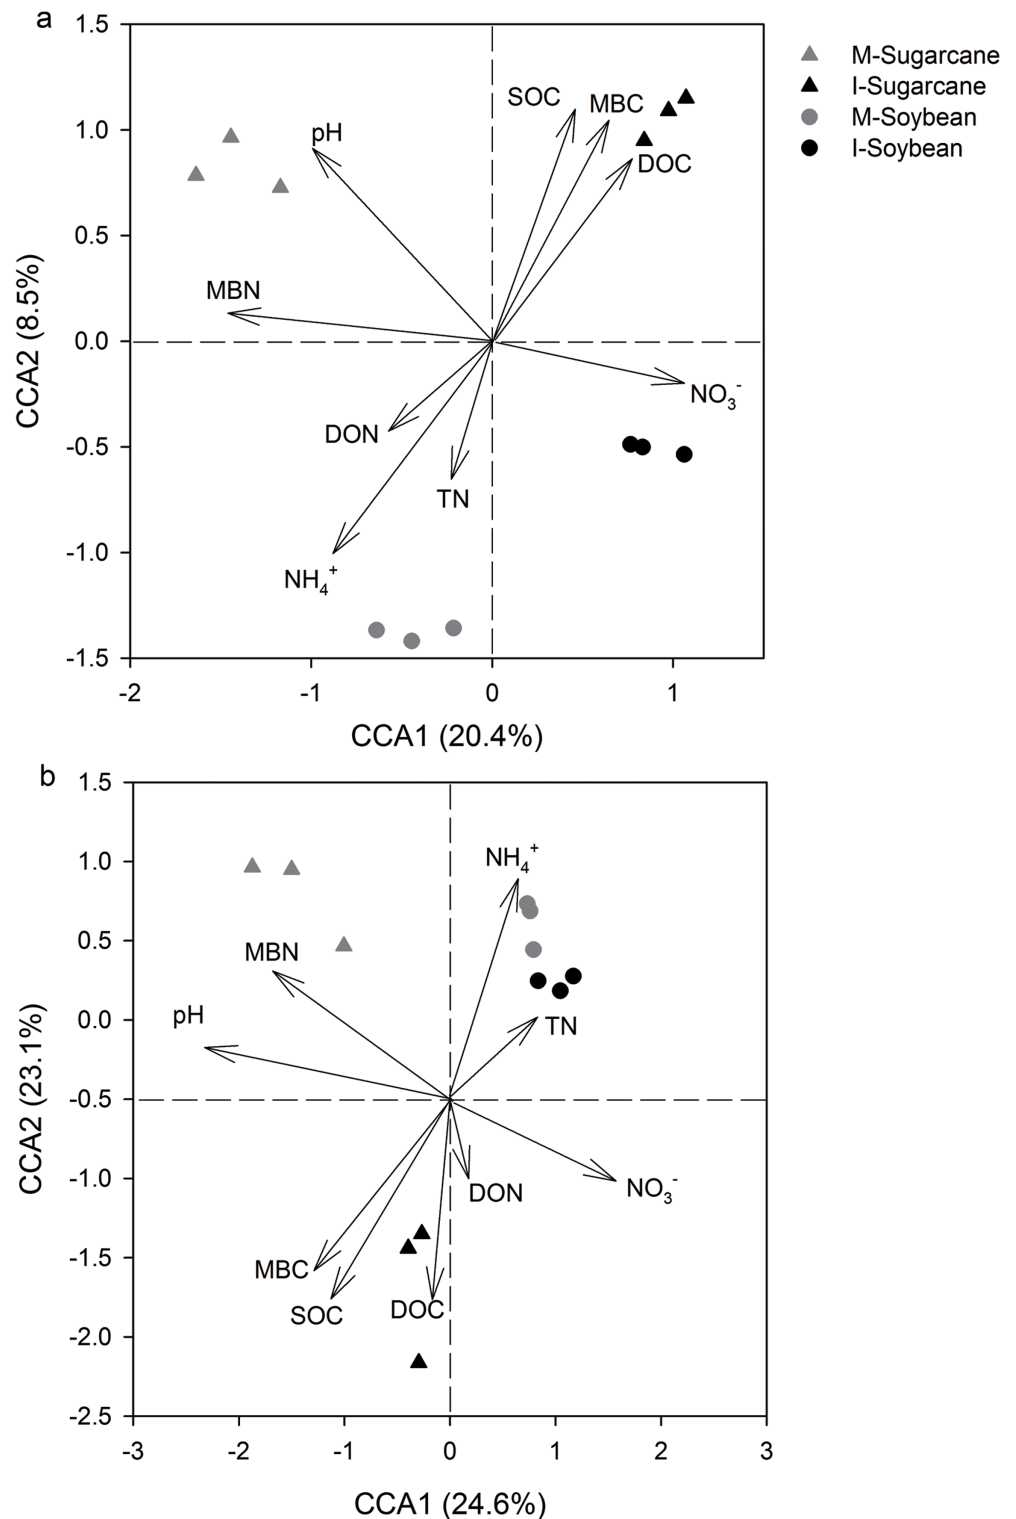 a
1.5
1.0
0.5
0.0
-0.5
-1.0
-1.5
-2
-1
0
1
CCA2 (8.5%)
CCA1 (20.4%)
pH
SOC
MBC
DOC
MBN
NO3-
DON
TN
NH4+
M-Sugarcane
I-Sugarcane
M-Soybean
I-Soybean
b
1.5
1.0
0.5
0.0
-0.5
-1.0
-1.5
-2.0
-2.5
-3
-2
-1
0
1
2
3
CCA2 (23.1%)
CCA1 (24.6%)
NH4+
MBN
pH
TN
NO3-
DON
MBC
SOC
DOC